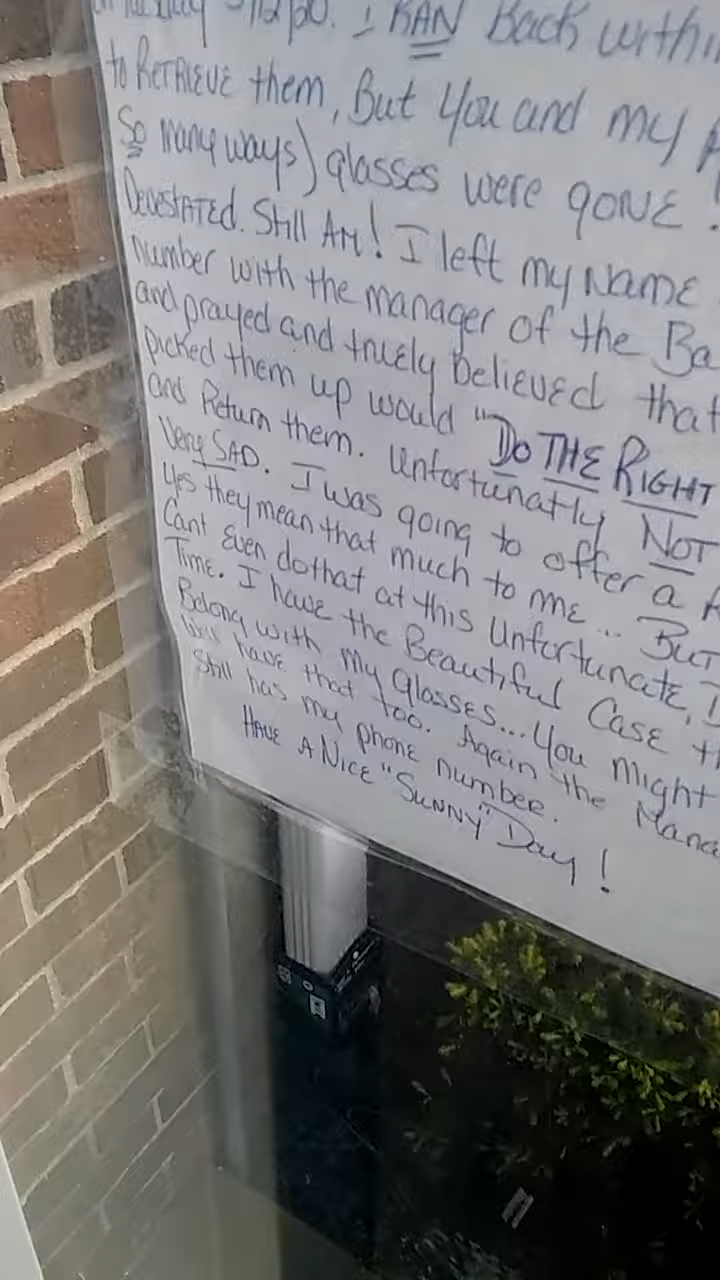 I RAN Back within
to RETRIEVE them, But You and my
So many ways) glasses were gone!
Devestated. Still Am! I left my Name
number with the manager of the Ba
and prayed and truely believed that
picked them up would "Do THE RIGHT
and Return them. Unfortunatly NOT
Very SAD. I was going to offer a
Yes they mean that much to me... But
Cant Even do that at this Unfortunate,
Time. I have the Beautiful Case th
Belong with my glasses... You might
have that too. Again the Mana
Still has my phone number.
HAVE A NICE "SUNNY" Day!